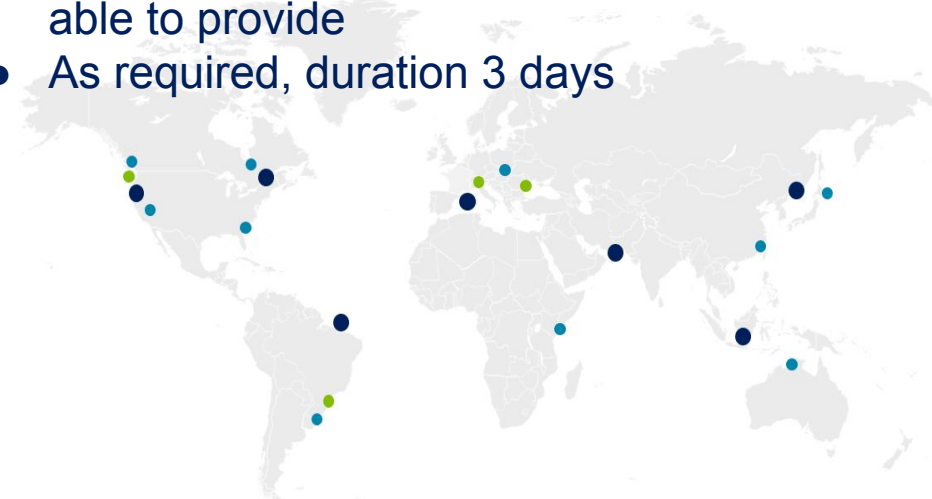 able to provide
● As required, duration 3 days